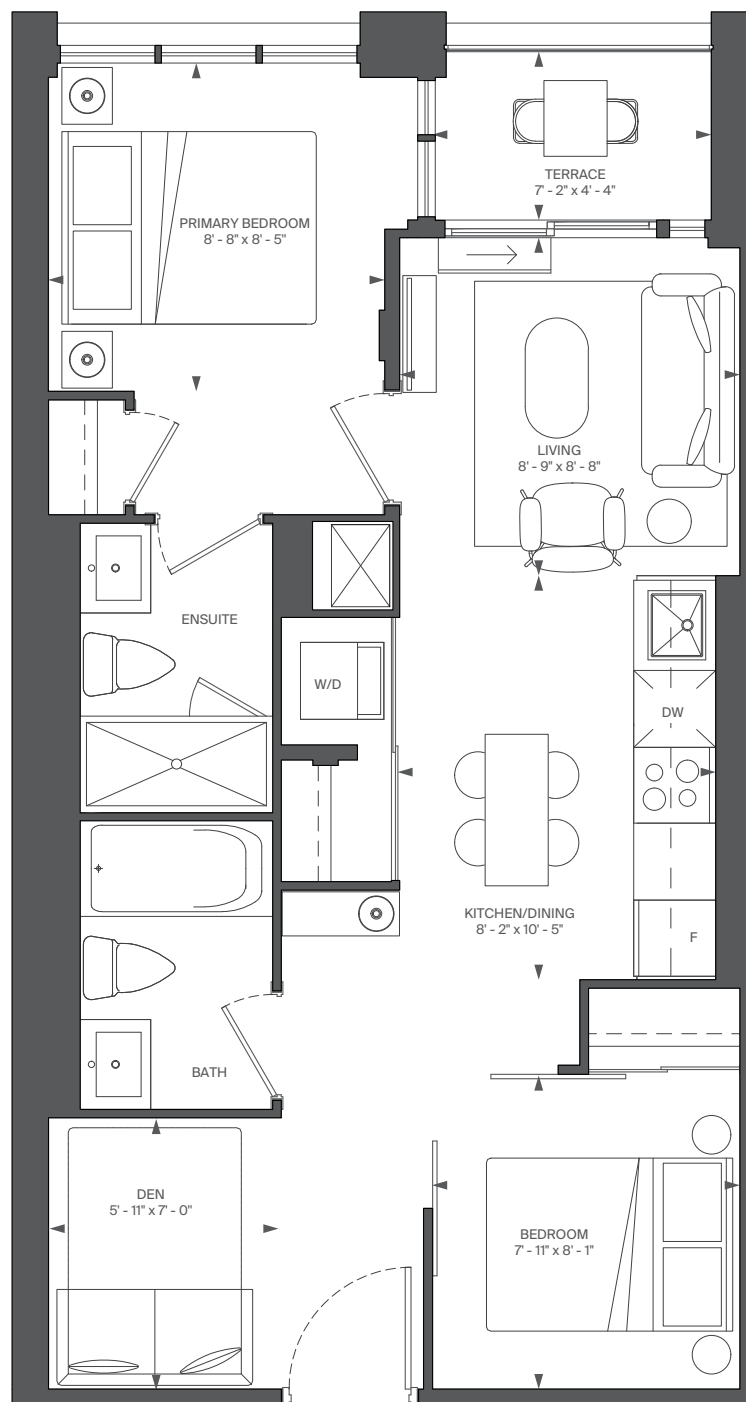 TERRACE
7' - 2" x 4' - 4"
PRIMARY BEDROOM
8' - 8" x 8' - 5"
LIVING
8' - 9" x 8' - 8"
ENSUITE
W/D
DW
KITCHEN/DINING
8' - 2" x 10' - 5"
F
BATH
DEN
5' - 11" x 7' - 0"
BEDROOM
7' - 11" x 8' - 1"